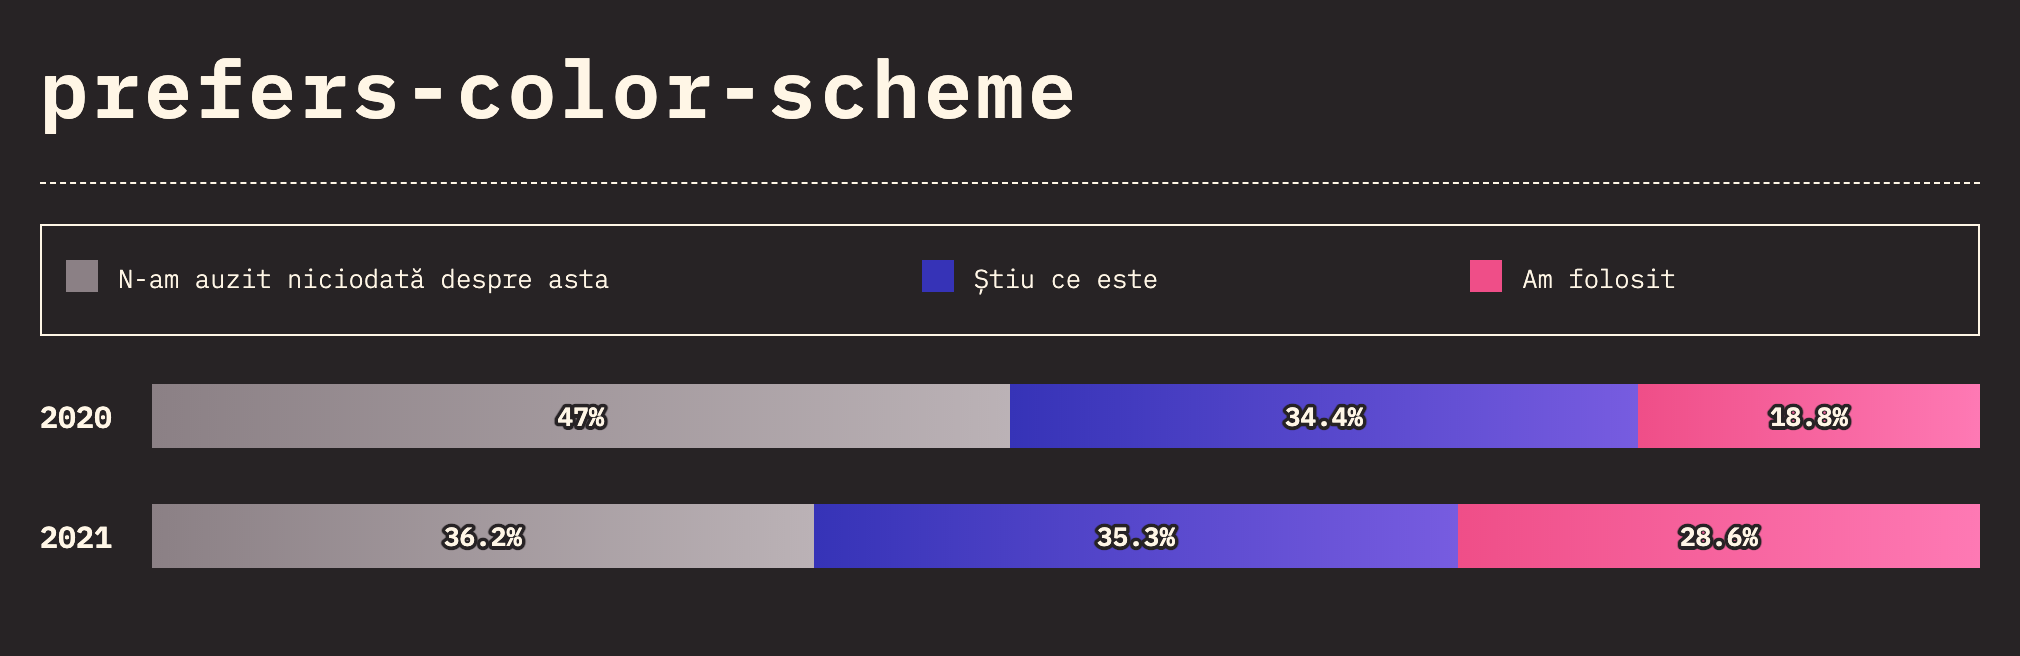 prefers-color-scheme
N-am auzit niciodată despre asta
Știu ce este
Am folosit
2020 47% 34.4% 18.8%
2021 36.2% 35.3% 28.6%